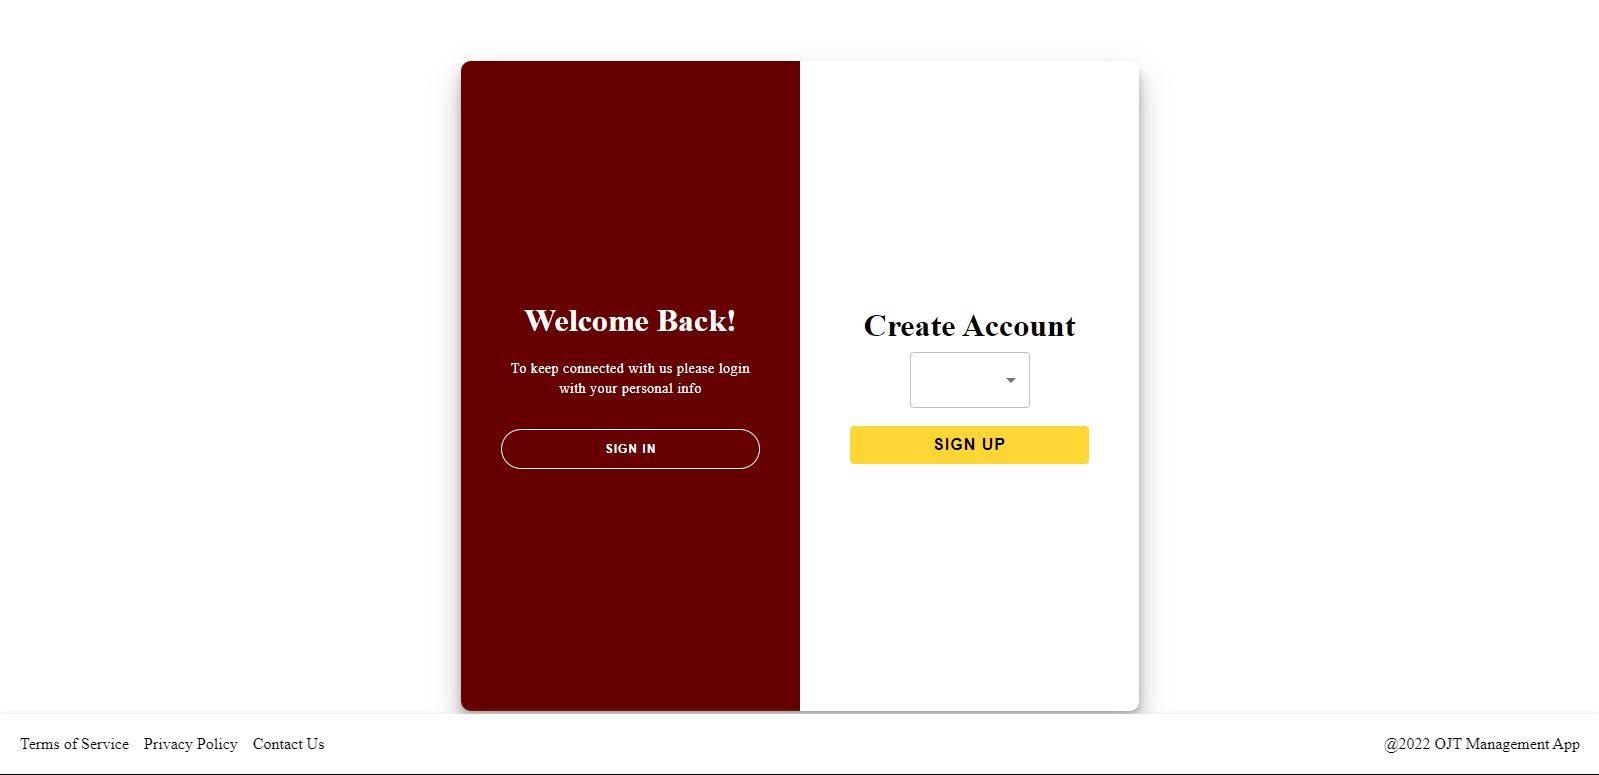 Welcome Back!
To keep connected with us please login
with your personal info
SIGN IN
Create Account
SIGN UP
Terms of Service
Privacy Policy
Contact Us
@2022 OJT Management App